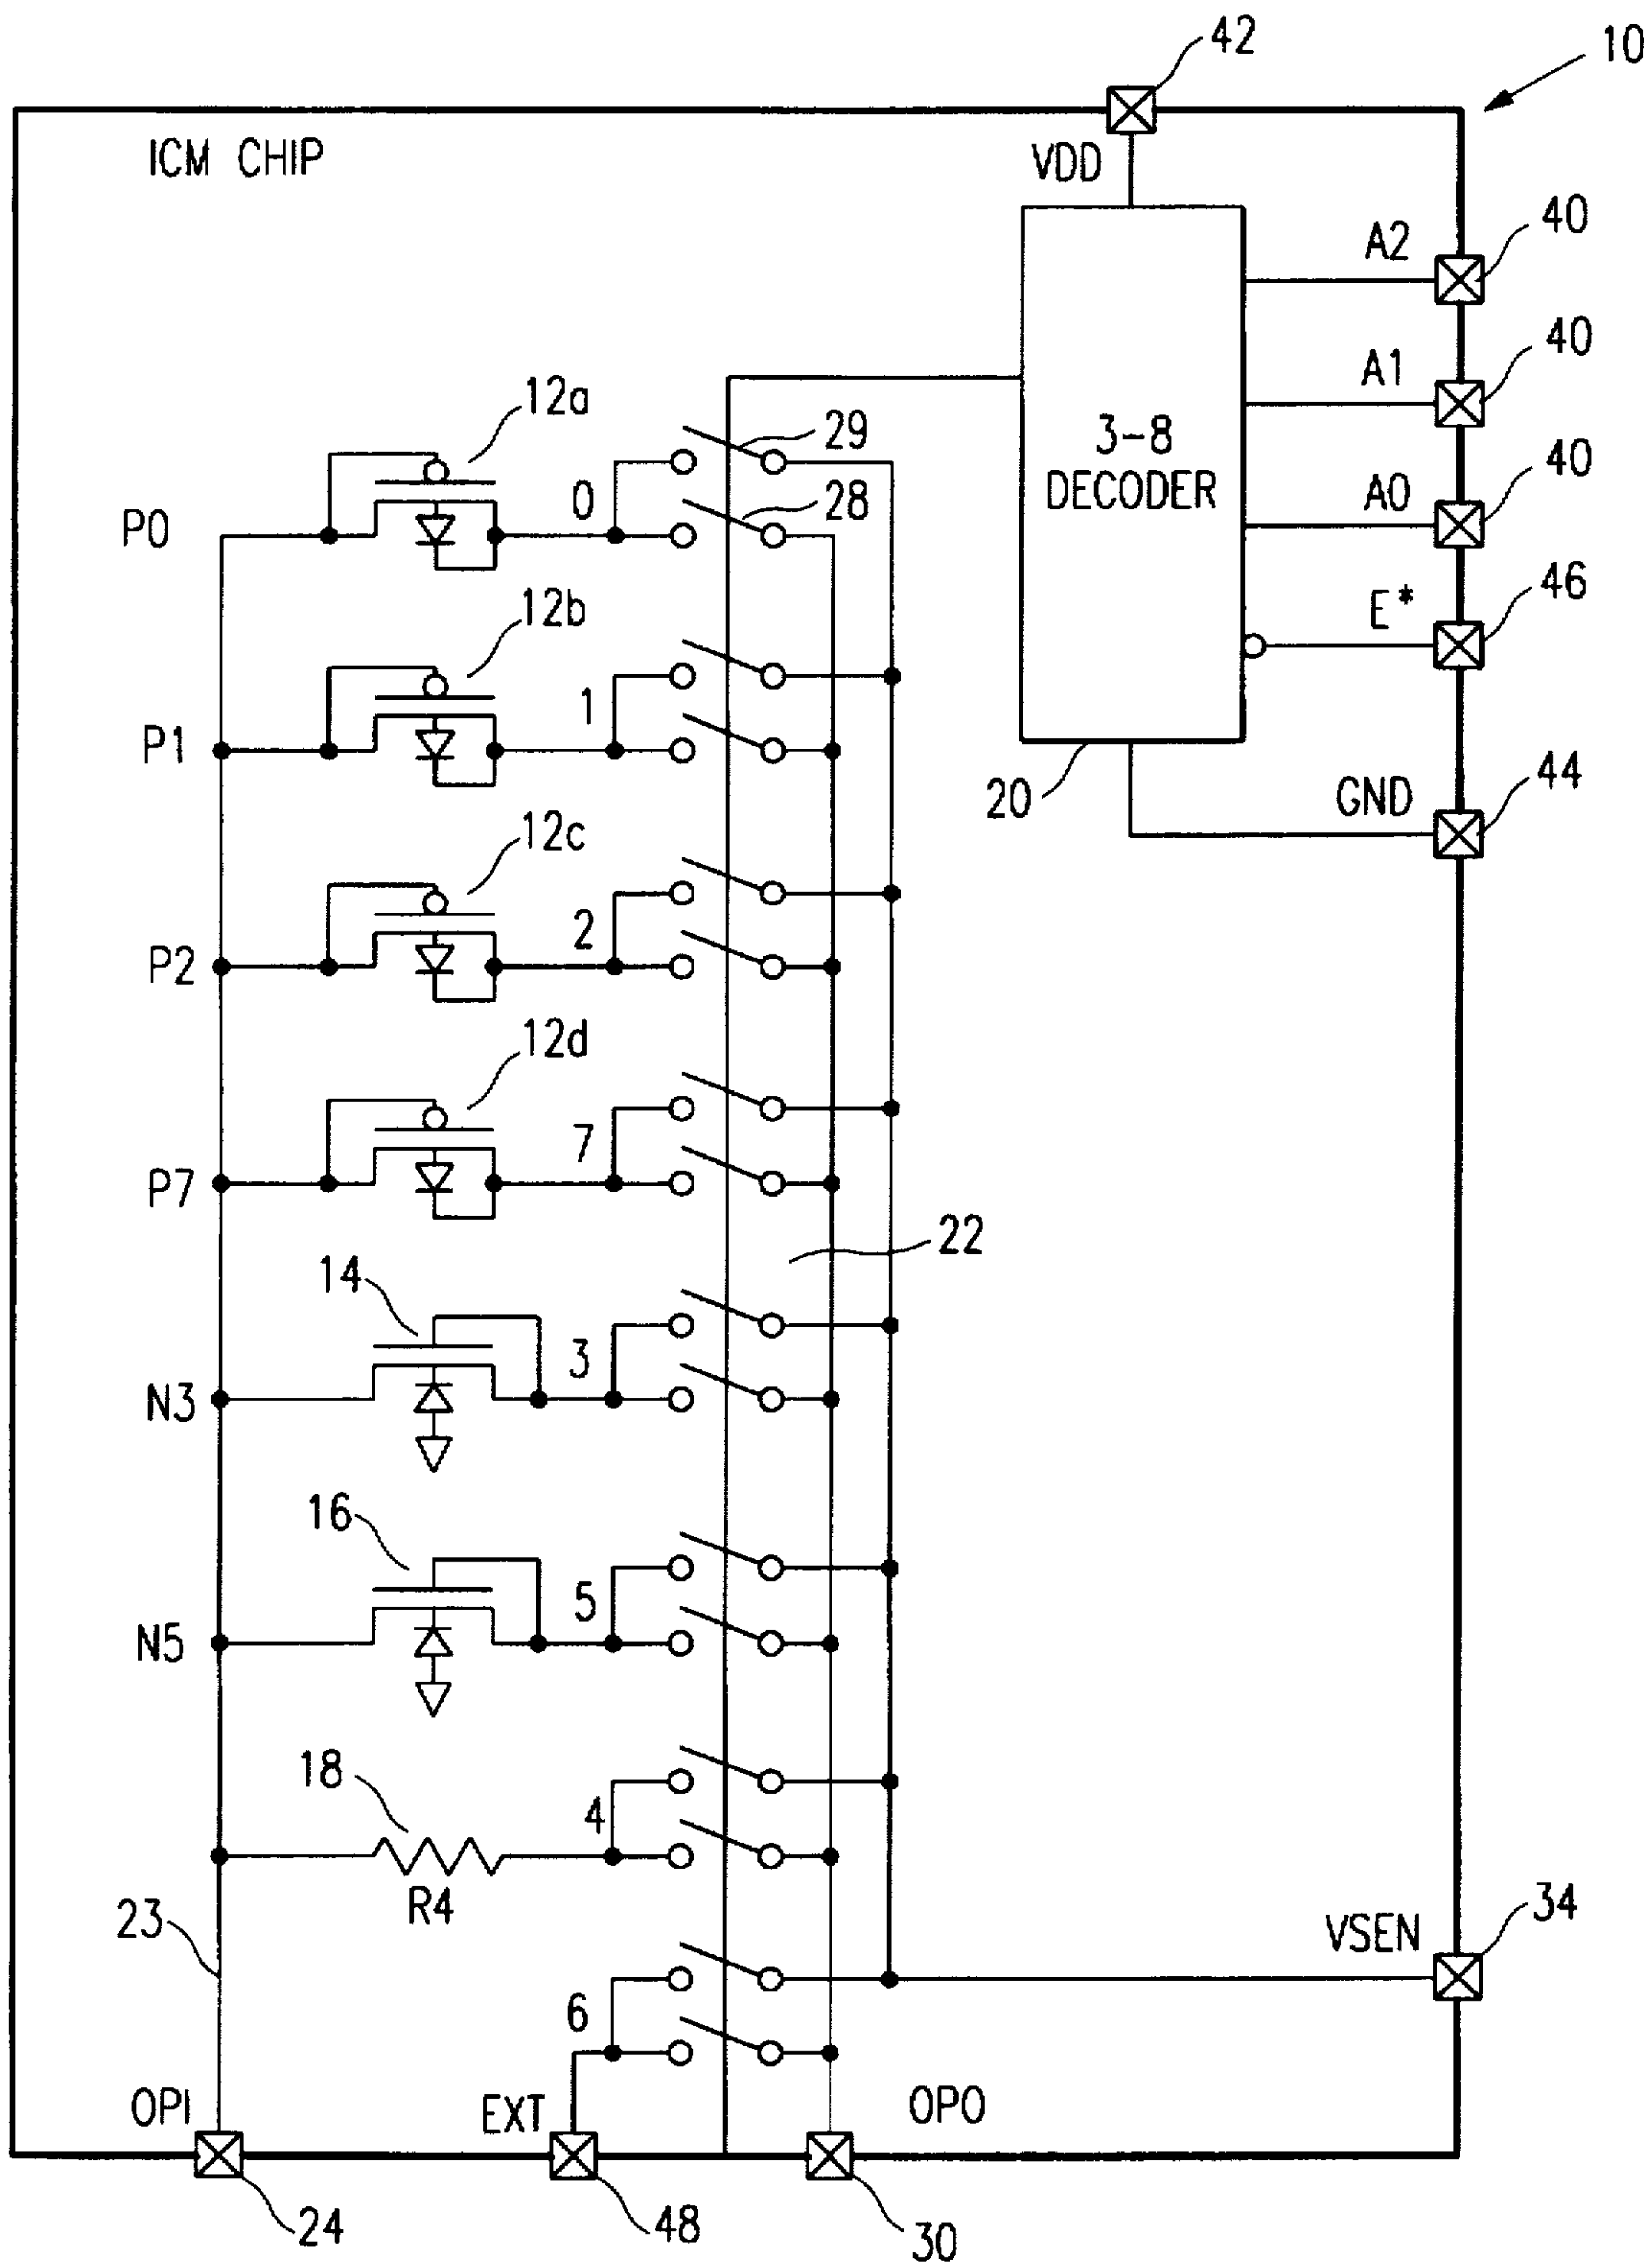 42
10
ICM CHIP
VDD
A2
40
A1
40
3-8
DECODER
A0
40
E*
46
20
GND
44
12a
29
28
P0
0
12b
P1
1
12c
P2
2
12d
P7
7
22
14
N3
3
16
N5
5
18
4
R4
23
VSEN
34
6
OPI
EXT
OPO
24
48
30